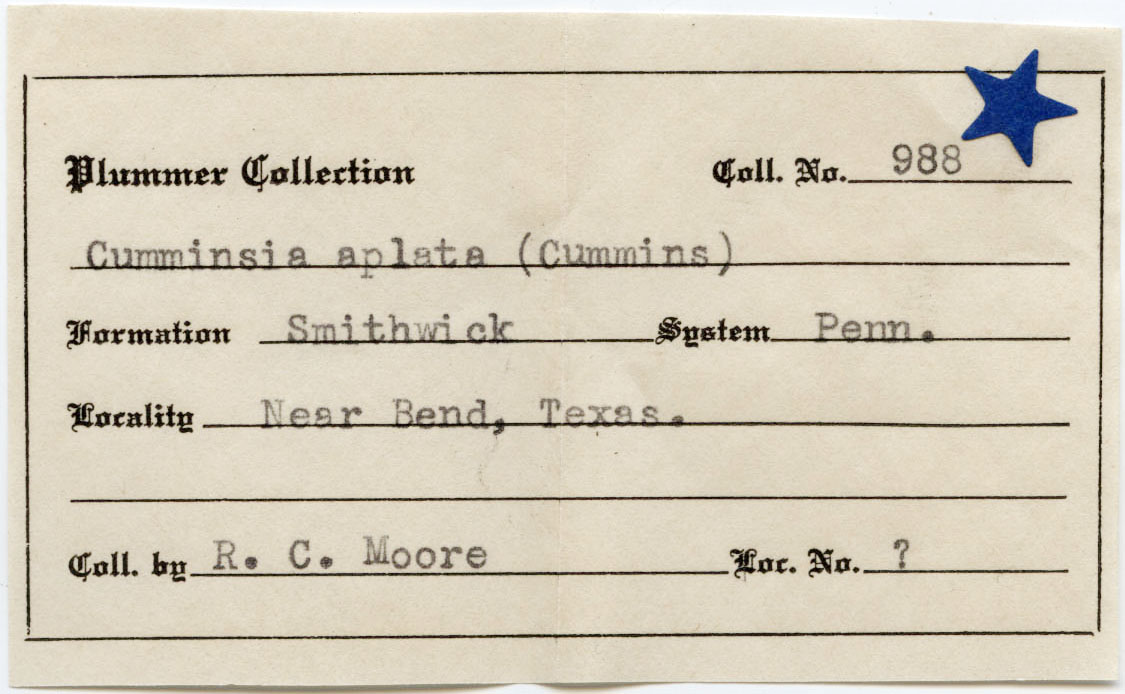 Plummer Collection Coll. No. 988
Cumminsia aplata (Cummins)
Formation Smithwick System Penn.
Locality Near Bend, Texas.
Coll. by R. C. Moore Loc. No. ?